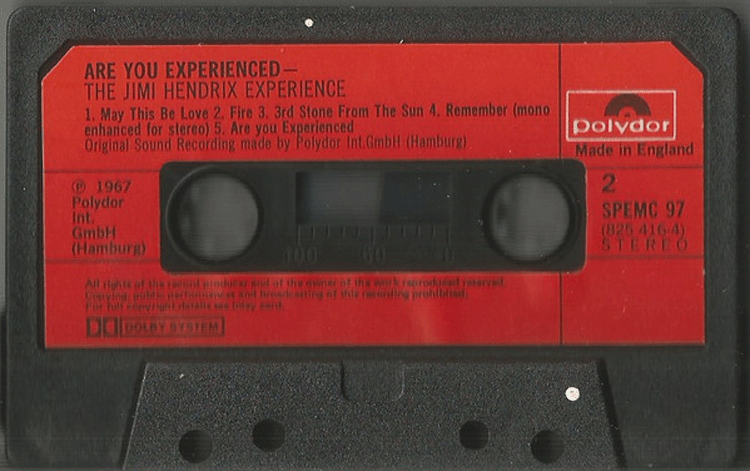 ARE YOU EXPERIENCED—
THE JIMI HENDRIX EXPERIENCE
1. May This Be Love 2. Fire 3. 3rd Stone From The Sun 4. Remember (mono
enhanced for stereo) 5. Are you Experienced
Original Sound Recording made by Polydor Int.GmbH (Hamburg)
polydor
Made in England
℗ 1967
Polydor
Int.
GmbH
(Hamburg)
2
SPEMC 97
(825 416-4)
STEREO
100 50 0
All rights of the record producer and of the owner of the work reproduced reserved.
Copying, public performances and broadcasting of this recording prohibited.
For full copyright details see inlay card.
DOLBY SYSTEM